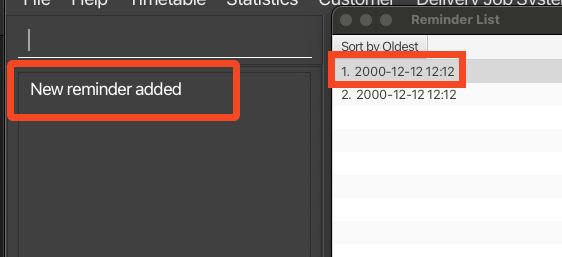 File Help Timetable Statistics Customer Delivery Job System
New reminder added
Reminder List
Sort by Oldest
1. 2000-12-12 12:12
2. 2000-12-12 12:12